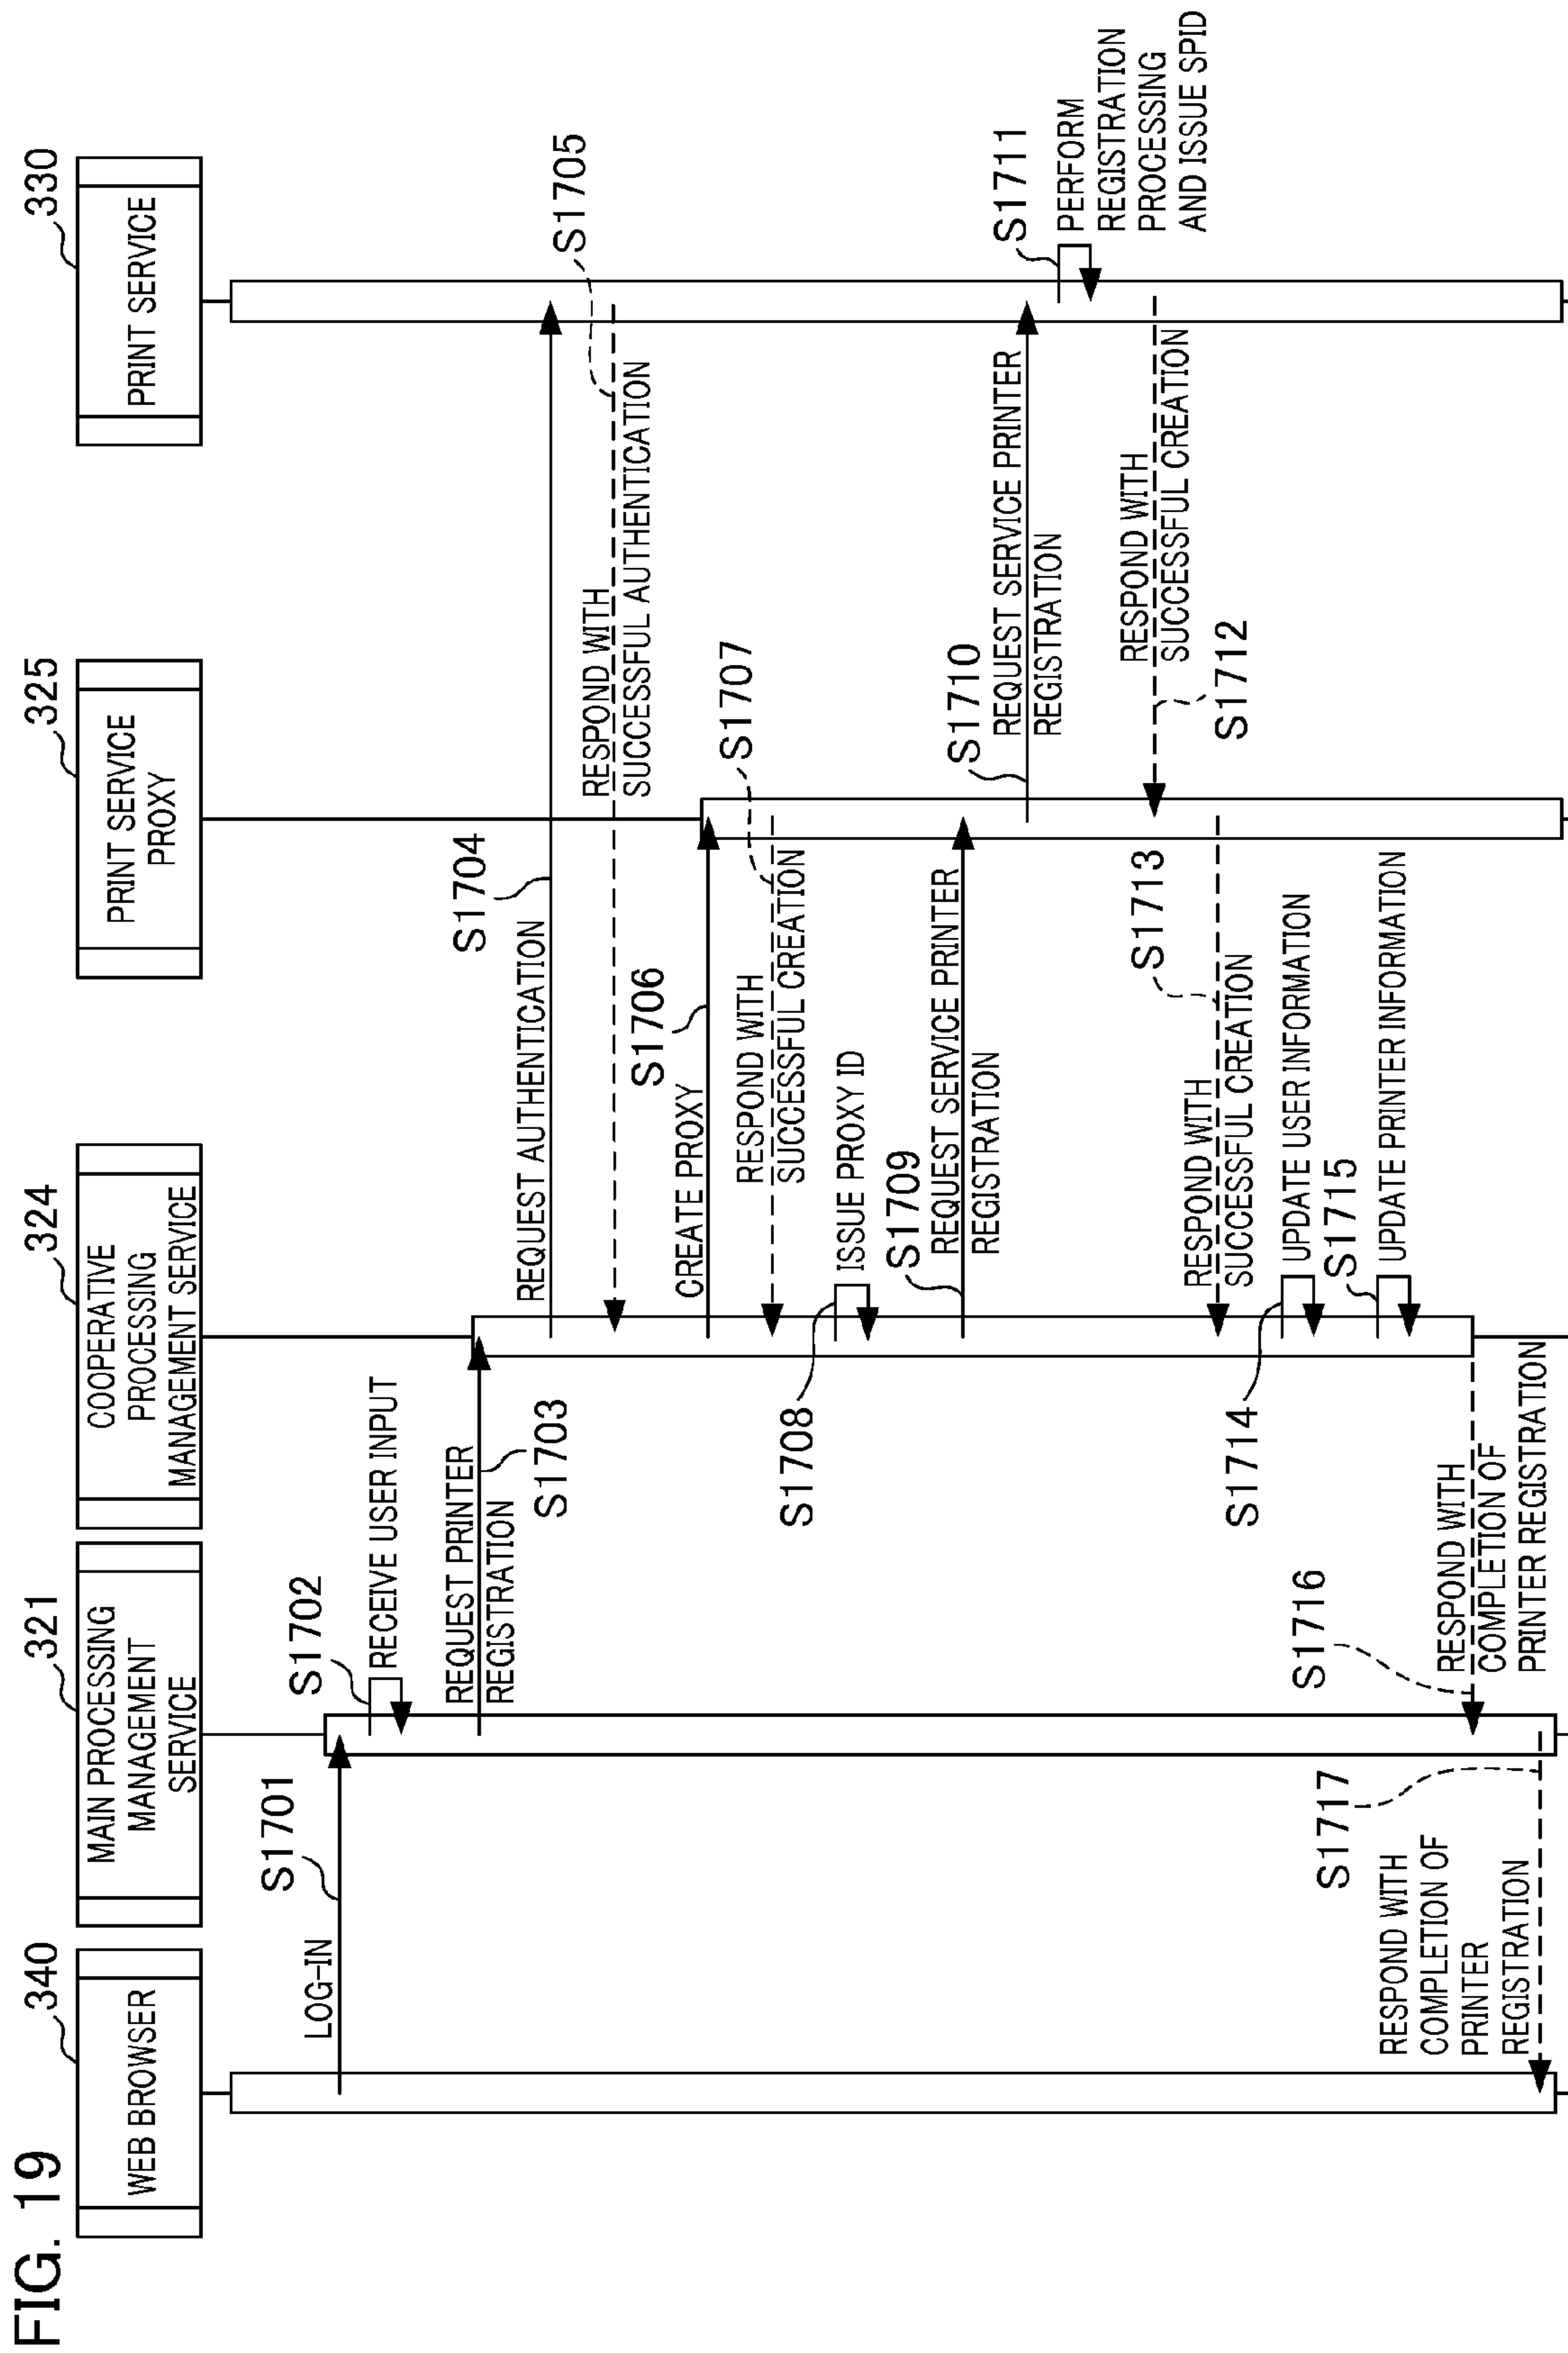 FIG. 19
340
WEB BROWSER
321
MAIN PROCESSING
MANAGEMENT
SERVICE
324
COOPERATIVE
PROCESSING
MANAGEMENT SERVICE
325
PRINT SERVICE
PROXY
330
PRINT SERVICE
S1701
LOG-IN
S1702
RECEIVE USER INPUT
REQUEST PRINTER
REGISTRATION
S1703
S1704
REQUEST AUTHENTICATION
S1705
RESPOND WITH
SUCCESSFUL AUTHENTICATION
S1706
CREATE PROXY
S1707
RESPOND WITH
SUCCESSFUL CREATION
S1708
ISSUE PROXY ID
S1709
REQUEST SERVICE PRINTER
REGISTRATION
S1710
REQUEST SERVICE PRINTER
REGISTRATION
S1711
PERFORM
REGISTRATION
PROCESSING
AND ISSUE SPID
RESPOND WITH
SUCCESSFUL CREATION
S1712
S1713
RESPOND WITH
SUCCESSFUL CREATION
S1714
UPDATE USER INFORMATION
S1715
UPDATE PRINTER INFORMATION
S1716
RESPOND WITH
COMPLETION OF
PRINTER REGISTRATION
S1717
RESPOND WITH
COMPLETION OF
PRINTER
REGISTRATION